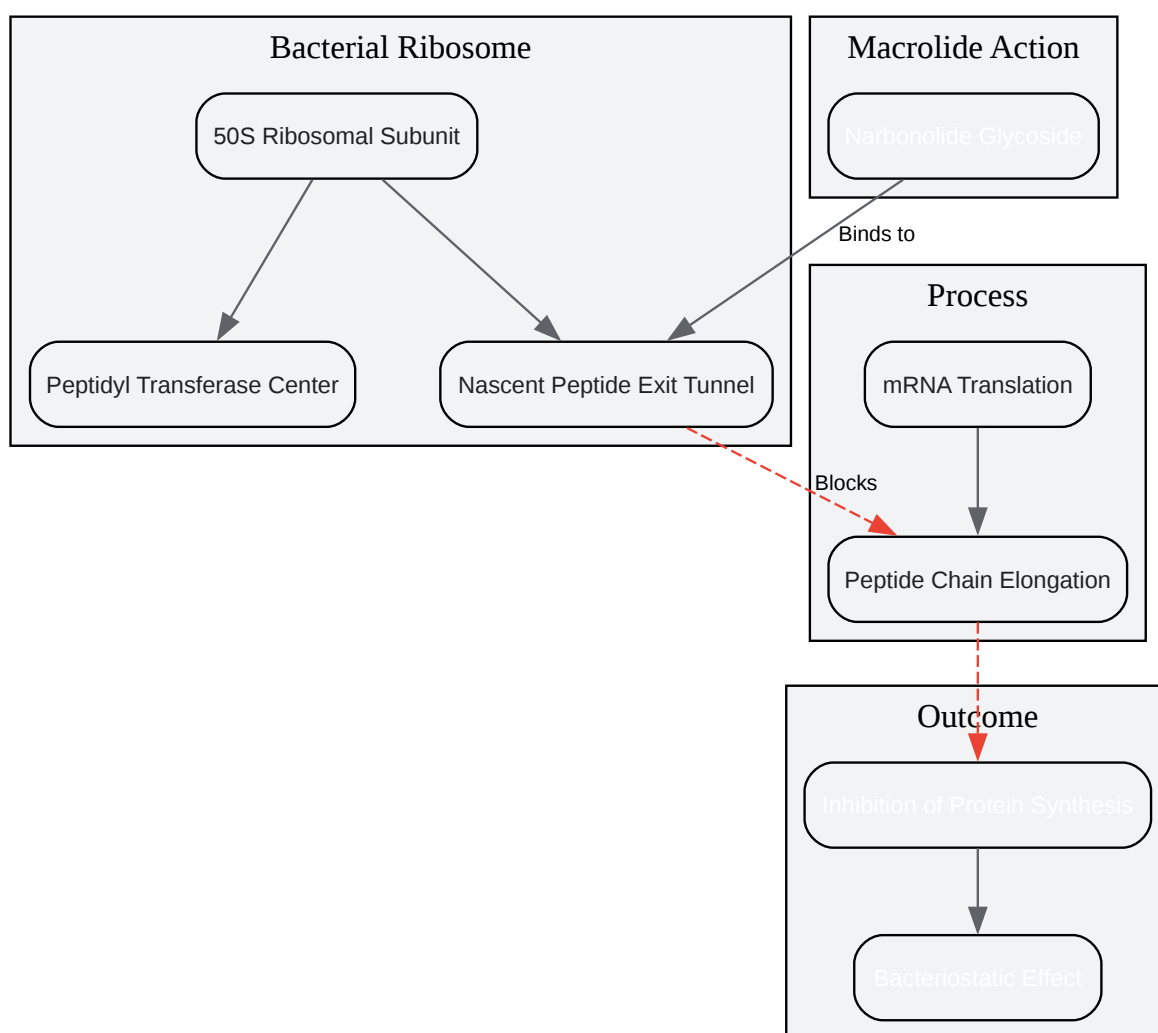 Bacterial Ribosome
50S Ribosomal Subunit
Peptidyl Transferase Center
Nascent Peptide Exit Tunnel
Macrolide Action
Narbonolide Glycoside
Binds to
Process
mRNA Translation
Blocks
Peptide Chain Elongation
Outcome
Inhibition of Protein Synthesis
Bacteriostatic Effect